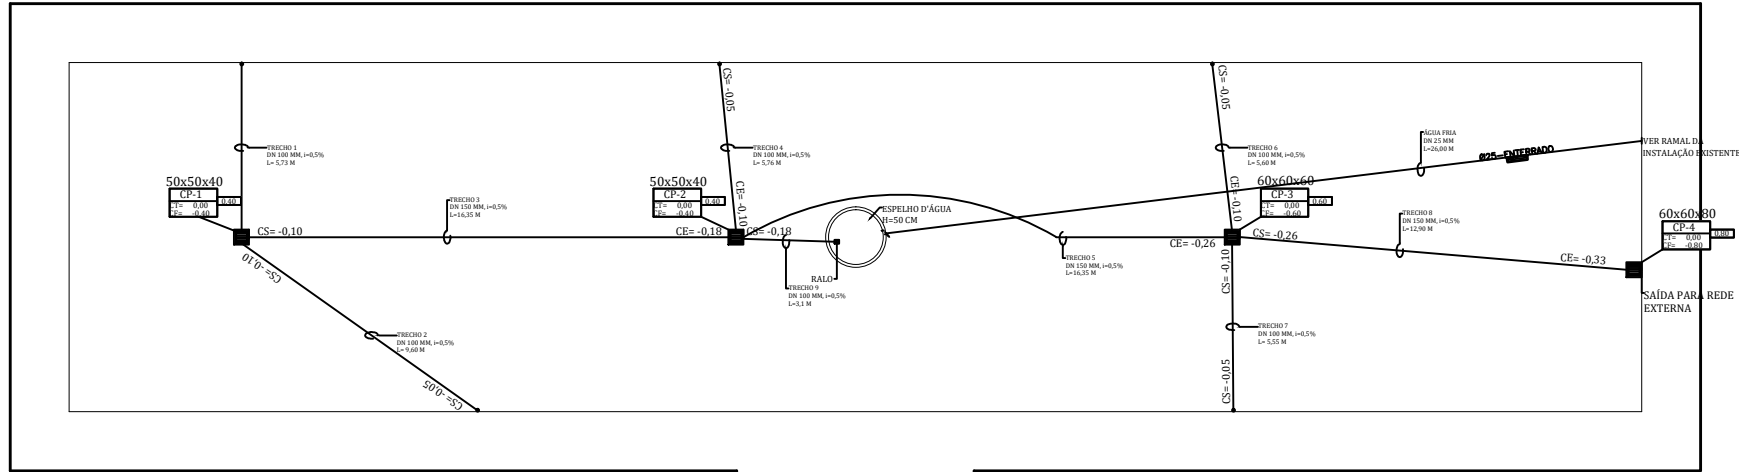 50x50x40
CP-1
CT= 0,00
CF= -0,40
0,40
TRECHO 1
DN 100 MM, i=0,5%
L= 5,73 M
CS= -0,10
CS= -0,10
TRECHO 2
DN 100 MM, i=0,5%
L= 9,60 M
CS= -0,05
TRECHO 3
DN 150 MM, i=0,5%
L=16,35 M
CE= -0,18
50x50x40
CP-2
CT= 0,00
CF= -0,40
0,40
CS= -0,05
TRECHO 4
DN 100 MM, i=0,5%
L= 5,76 M
CE= -0,10
CS= -0,18
RALO
TRECHO 9
DN 100 MM, i=0,5%
L=3,1 M
ESPELHO D'ÁGUA
H=50 CM
TRECHO 5
DN 150 MM, i=0,5%
L=16,35 M
CE= -0,26
CS= -0,05
TRECHO 6
DN 100 MM, i=0,5%
L= 5,60 M
CE= -0,10
60x60x60
CP-3
CT= 0,00
CF= -0,60
0,60
CS= -0,26
CS= -0,10
TRECHO 7
DN 100 MM, i=0,5%
L= 5,55 M
CS= -0,05
ÁGUA FRIA
DN 25 MM
L=26,00 M
Ø25-ENTERRADO
VER RAMAL DA
INSTALAÇÃO EXISTENTE
TRECHO 8
DN 150 MM, i=0,5%
L=12,90 M
CE= -0,33
60x60x80
CP-4
CT= 0,00
CF= -0,80
0,80
SAÍDA PARA REDE
EXTERNA